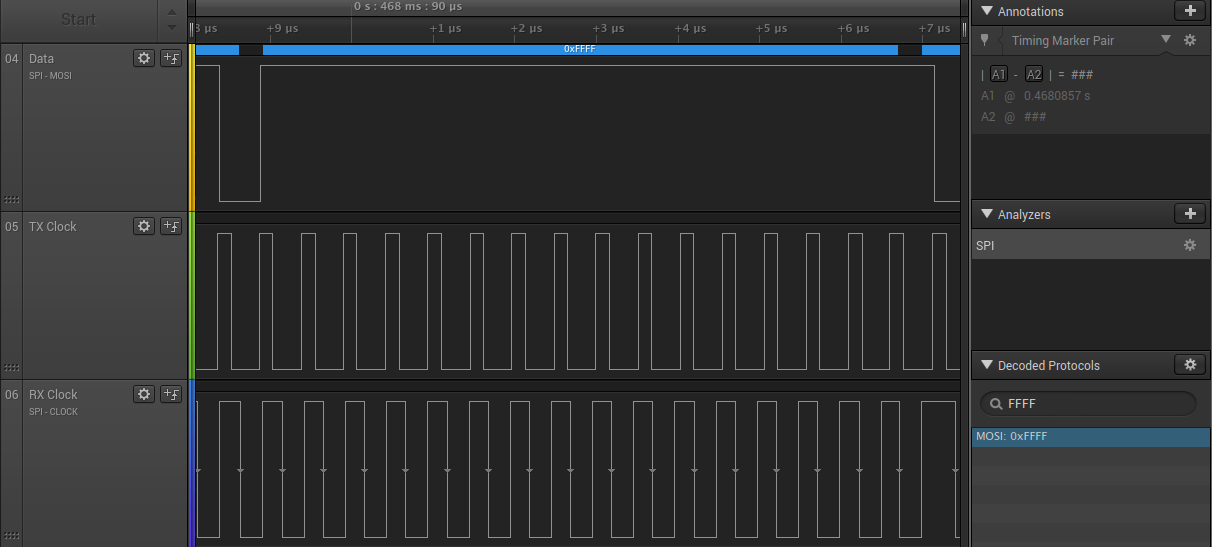 Start
0 s : 468 ms : 90 µs
8 µs +9 µs +1 µs +2 µs +3 µs +4 µs +5 µs +6 µs +7 µs
04 Data
SPI - MOSI
0xFFFF
05 TX Clock
06 RX Clock
SPI - CLOCK
Annotations
Timing Marker Pair
| A1 - A2 | = ###
A1 @ 0.4680857 s
A2 @ ###
Analyzers
SPI
Decoded Protocols
FFFF
MOSI: 0xFFFF